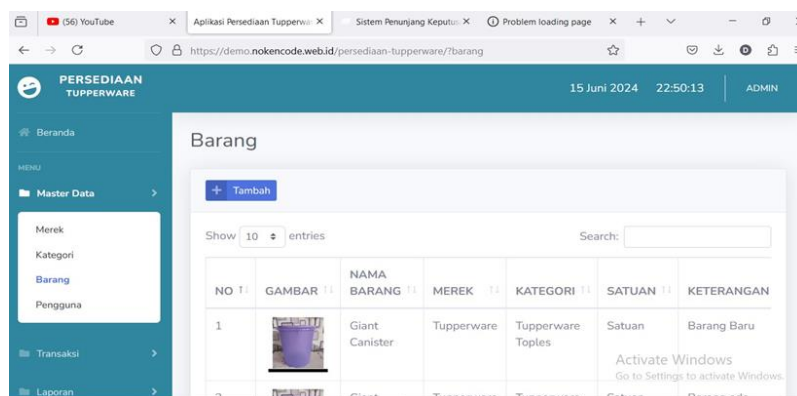 (56) YouTube
Aplikasi Persediaan Tupperwa
Sistem Penunjang Keputu
Problem loading page
https://demo.nokencode.web.id/persediaan-tupperware/?barang
PERSEDIAAN
TUPPERWARE
15 Juni 2024 22:50:13 ADMIN
Beranda
Barang
MENU
Master Data
Tambah
Merek
Kategori
Barang
Pengguna
Transaksi
Laporan
Show 10 entries Search:
NO GAMBAR NAMA BARANG MEREK KATEGORI SATUAN KETERANGAN
1 Giant Canister Tupperware Tupperware Toples Satuan Barang Baru
Activate Windows
Go to Settings to activate Windows.